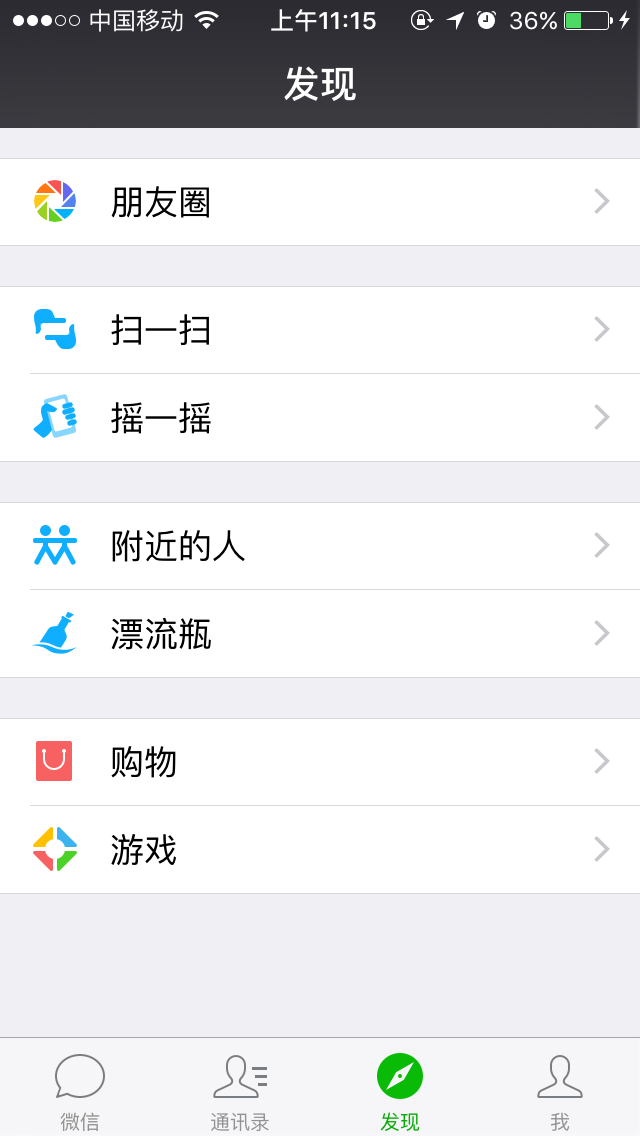 中国移动 上午11:15 36%
发现
朋友圈
扫一扫
摇一摇
附近的人
漂流瓶
购物
游戏
微信 通讯录 发现 我